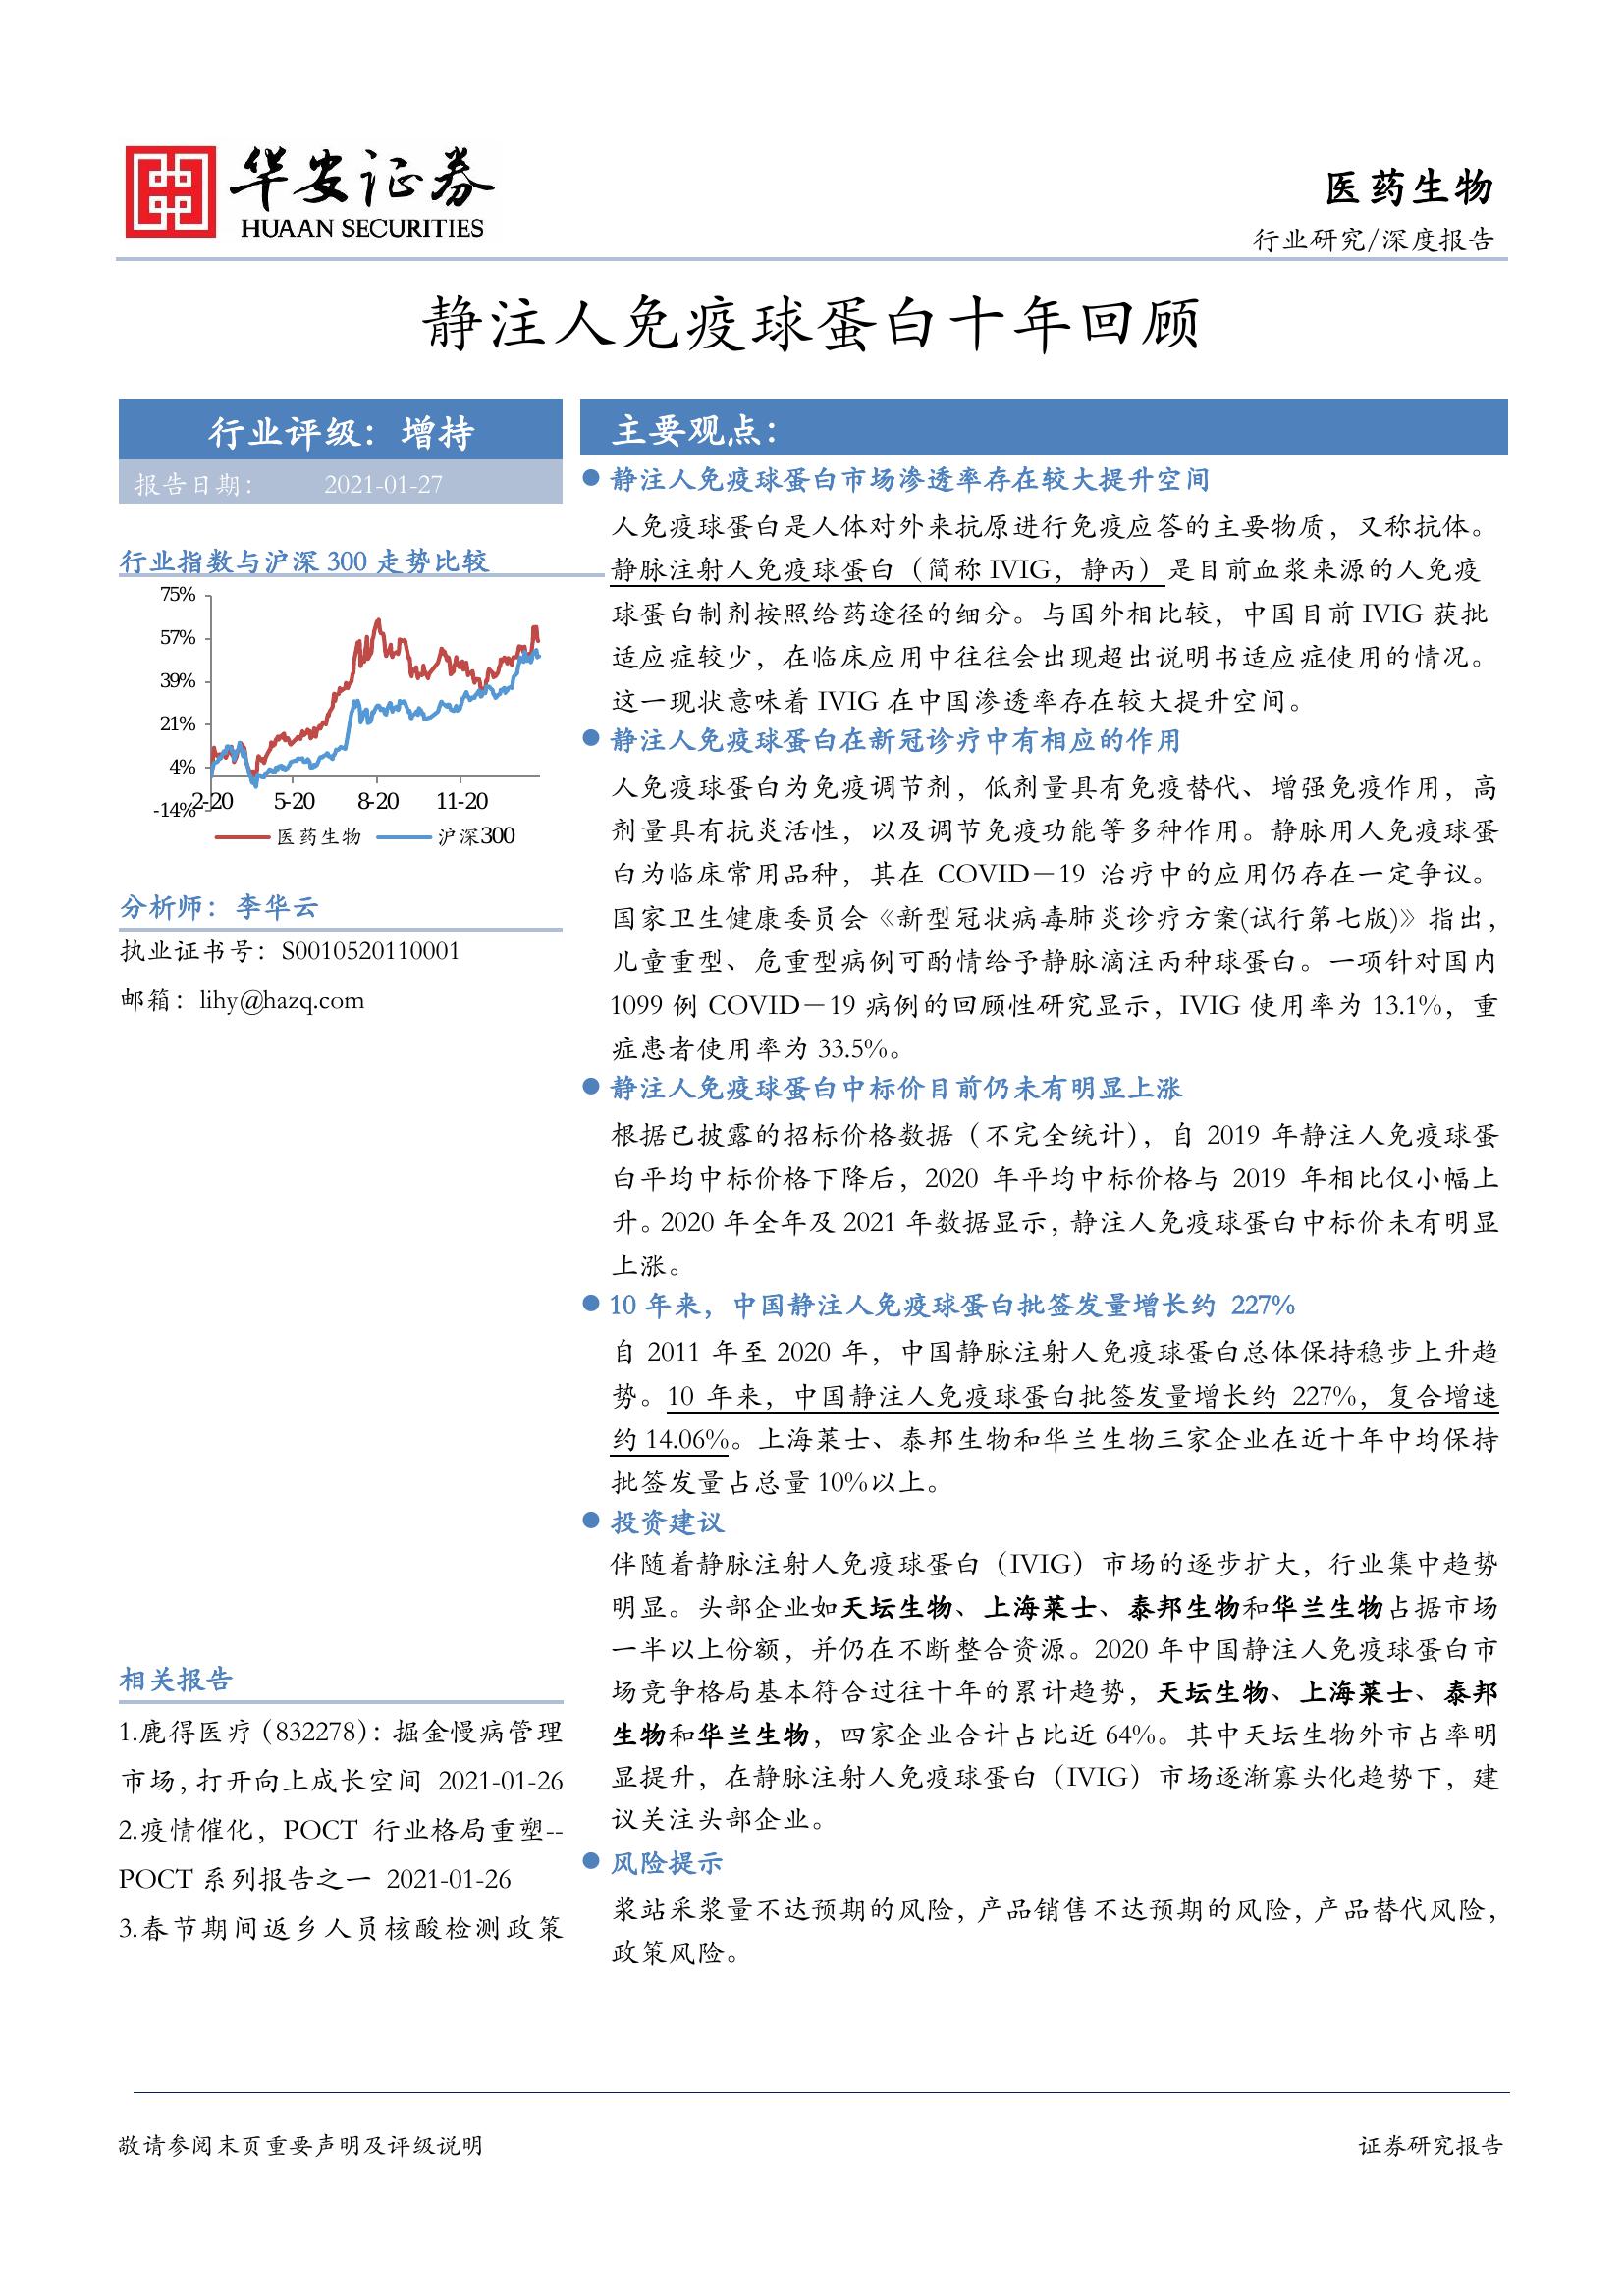 华安证券
HUAAN SECURITIES
医药生物
行业研究/深度报告
静注人免疫球蛋白十年回顾
行业评级：增持
报告日期： 2021-01-27
行业指数与沪深 300 走势比较
75%
57%
39%
21%
4%
-14%
2-20 5-20 8-20 11-20
医药生物 沪深300
分析师：李华云
执业证书号：S0010520110001
邮箱：lihy@hazq.com
相关报告
1.鹿得医疗（832278）：掘金慢病管理
市场，打开向上成长空间 2021-01-26
2.疫情催化，POCT 行业格局重塑--
POCT 系列报告之一 2021-01-26
3.春节期间返乡人员核酸检测政策
主要观点：
● 静注人免疫球蛋白市场渗透率存在较大提升空间
人免疫球蛋白是人体对外来抗原进行免疫应答的主要物质，又称抗体。
静脉注射人免疫球蛋白（简称 IVIG，静丙）是目前血浆来源的人免疫
球蛋白制剂按照给药途径的细分。与国外相比较，中国目前 IVIG 获批
适应症较少，在临床应用中往往会出现超出说明书适应症使用的情况。
这一现状意味着 IVIG 在中国渗透率存在较大提升空间。
● 静注人免疫球蛋白在新冠诊疗中有相应的作用
人免疫球蛋白为免疫调节剂，低剂量具有免疫替代、增强免疫作用，高
剂量具有抗炎活性，以及调节免疫功能等多种作用。静脉用人免疫球蛋
白为临床常用品种，其在 COVID－19 治疗中的应用仍存在一定争议。
国家卫生健康委员会《新型冠状病毒肺炎诊疗方案(试行第七版)》指出，
儿童重型、危重型病例可酌情给予静脉滴注丙种球蛋白。一项针对国内
1099 例 COVID－19 病例的回顾性研究显示，IVIG 使用率为 13.1%，重
症患者使用率为 33.5%。
● 静注人免疫球蛋白中标价目前仍未有明显上涨
根据已披露的招标价格数据（不完全统计），自 2019 年静注人免疫球蛋
白平均中标价格下降后，2020 年平均中标价格与 2019 年相比仅小幅上
升。2020 年全年及 2021 年数据显示，静注人免疫球蛋白中标价未有明显
上涨。
● 10 年来，中国静注人免疫球蛋白批签发量增长约 227%
自 2011 年至 2020 年，中国静脉注射人免疫球蛋白总体保持稳步上升趋
势。10 年来，中国静注人免疫球蛋白批签发量增长约 227%，复合增速
约 14.06%。上海莱士、泰邦生物和华兰生物三家企业在近十年中均保持
批签发量占总量 10%以上。
● 投资建议
伴随着静脉注射人免疫球蛋白（IVIG）市场的逐步扩大，行业集中趋势
明显。头部企业如天坛生物、上海莱士、泰邦生物和华兰生物占据市场
一半以上份额，并仍在不断整合资源。2020 年中国静注人免疫球蛋白市
场竞争格局基本符合过往十年的累计趋势，天坛生物、上海莱士、泰邦
生物和华兰生物，四家企业合计占比近 64%。其中天坛生物外市占率明
显提升，在静脉注射人免疫球蛋白（IVIG）市场逐渐寡头化趋势下，建
议关注头部企业。
● 风险提示
浆站采浆量不达预期的风险，产品销售不达预期的风险，产品替代风险，
政策风险。
敬请参阅末页重要声明及评级说明
证券研究报告